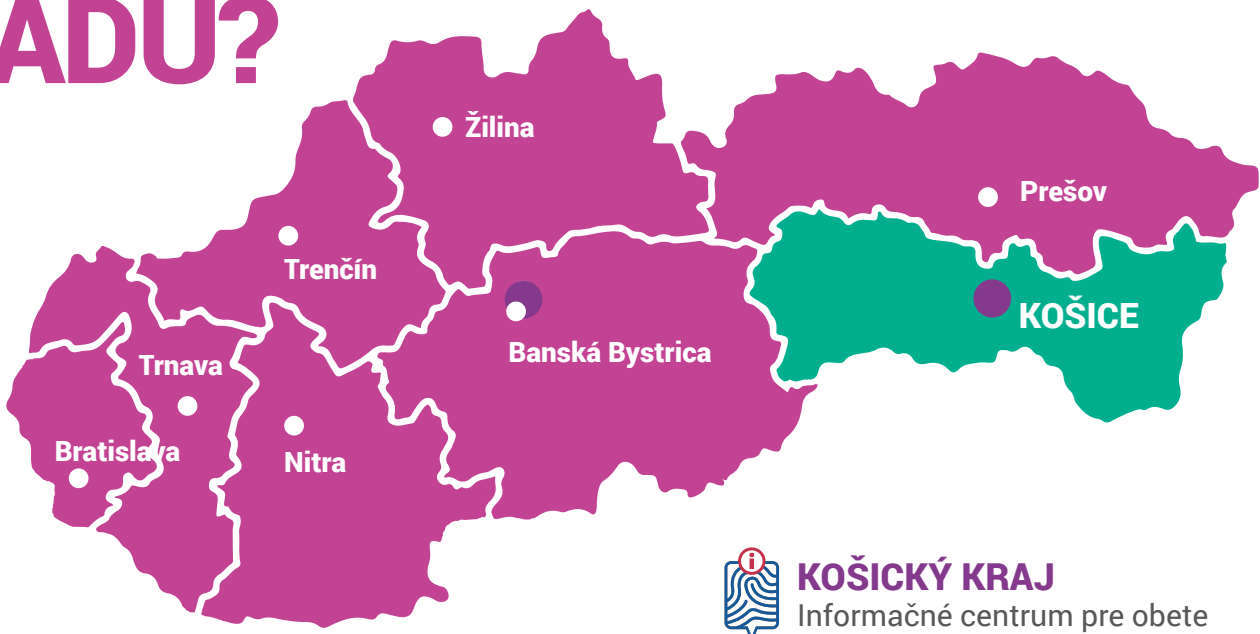 ADU?
Žilina
Prešov
Trenčín
KOŠICE
Banská Bystrica
Trnava
Bratislava
Nitra
KOŠICKÝ KRAJ
Informačné centrum pre obete